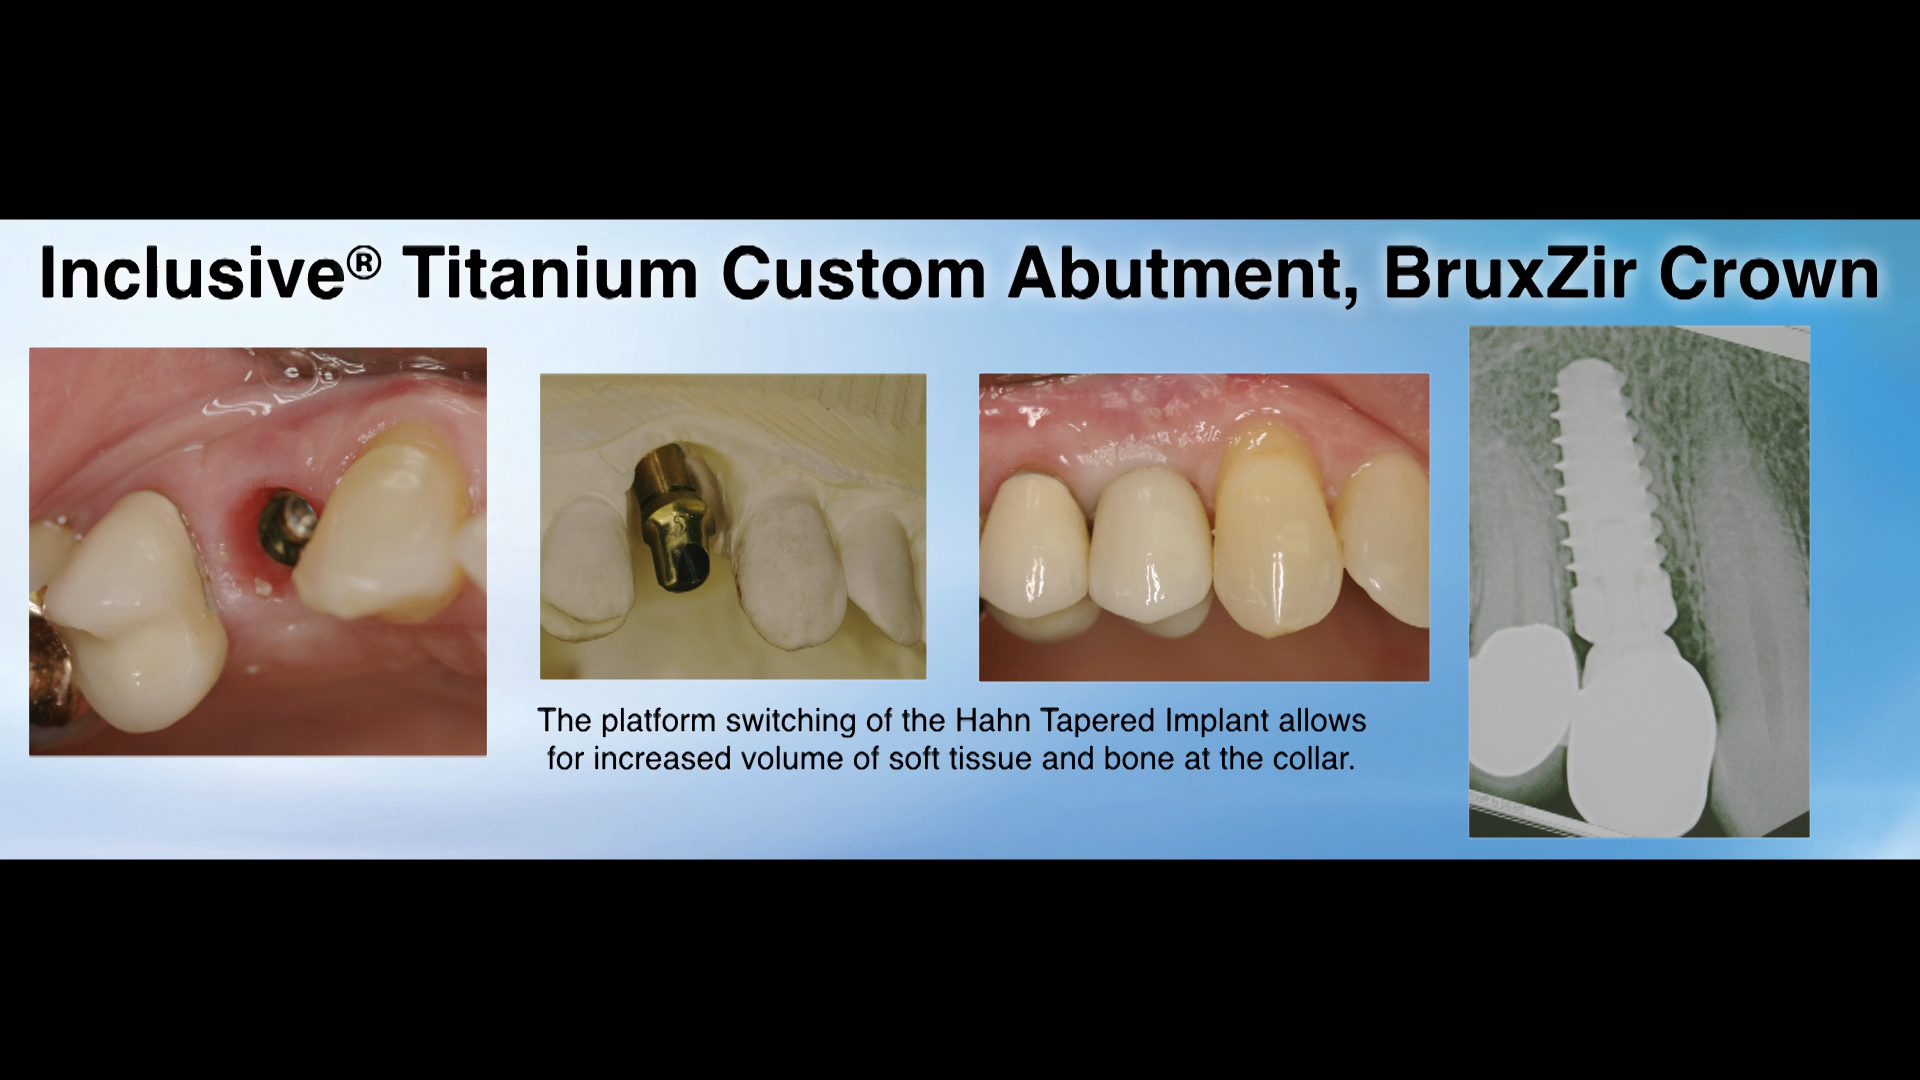 Inclusive® Titanium Custom Abutment, BruxZir Crown
The platform switching of the Hahn Tapered Implant allows
for increased volume of soft tissue and bone at the collar.